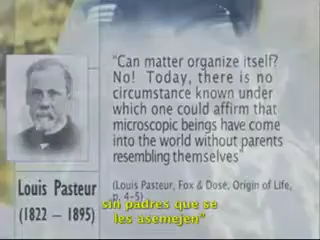 "Can matter organize itself?
No! Today, there is no
circumstance known under
which one could affirm that
microscopic beings have come
into the world without parents
resembling themselves"
Louis Pasteur
(1822 – 1895)
(Louis Pasteur, Fox & Dose, Origin of Life,
p. 4-5)
sin padres que se
les asemejen"